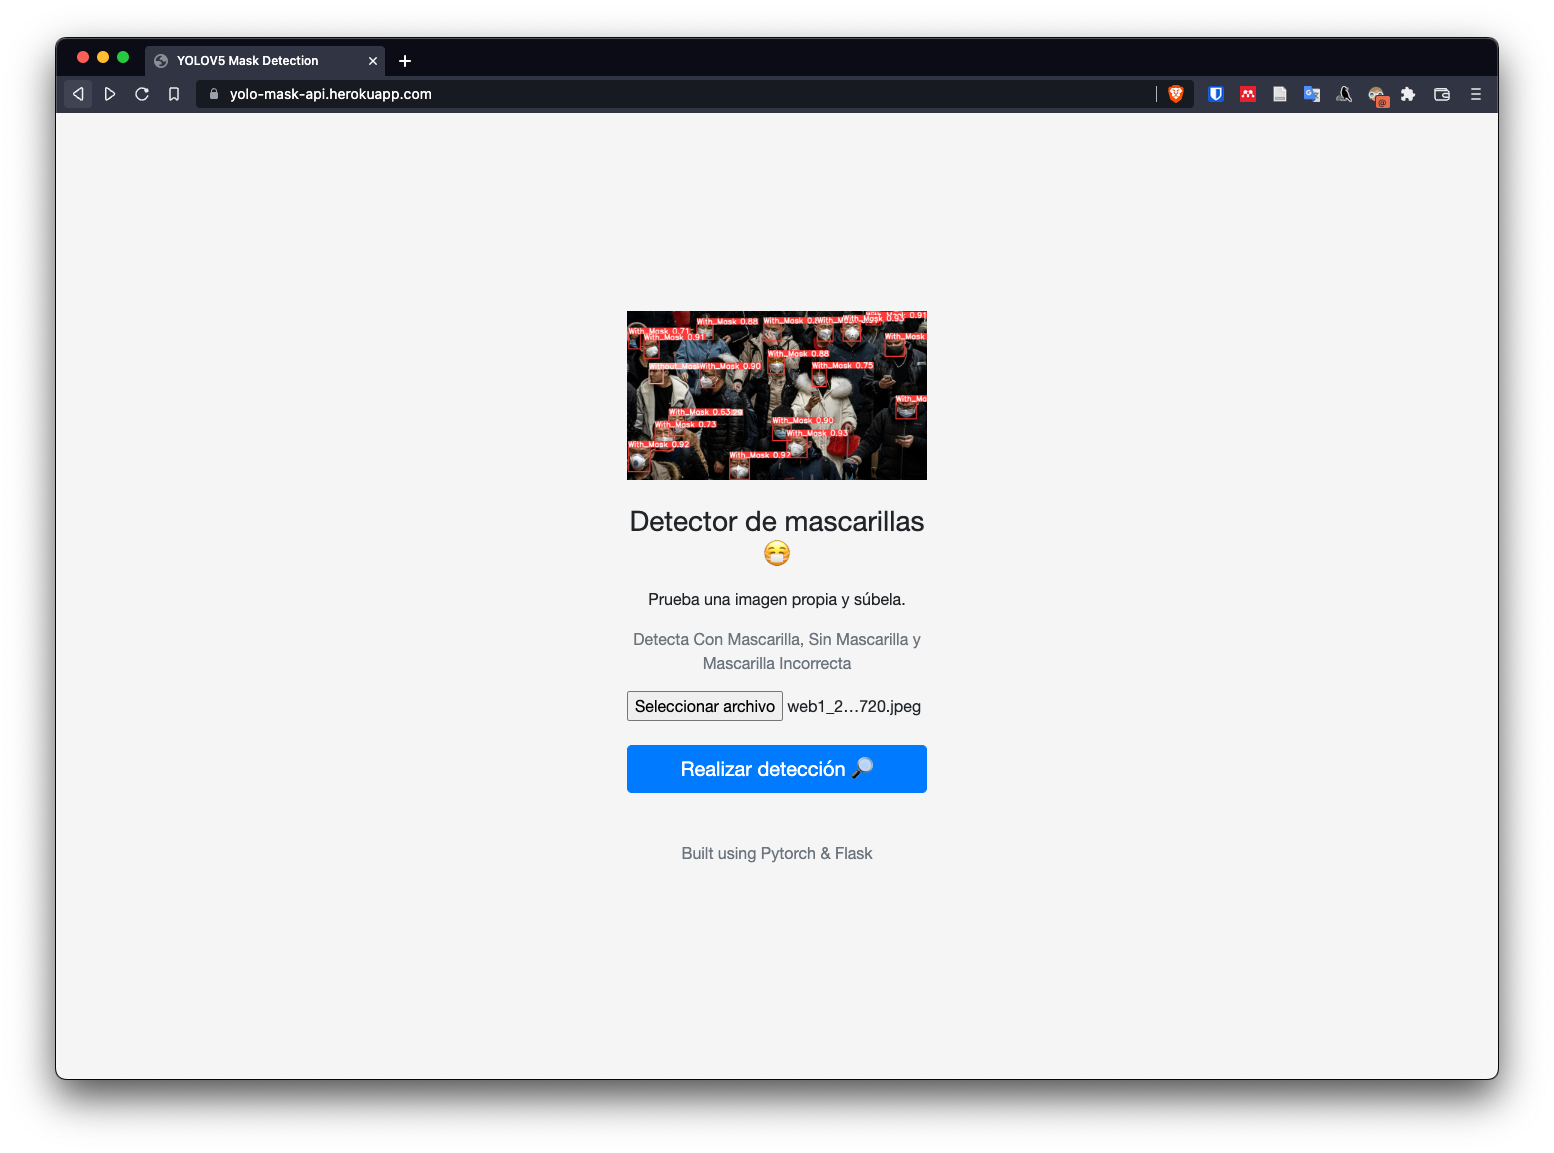 YOLOV5 Mask Detection
yolo-mask-api.herokuapp.com
With_Mask 0.91
With_Mask 0.88
With_Mask 0.71
With_Mask 0.91
With_Mask 0.88
With_Mask 0.90
With_Mask 0.75
With_Mask 0.63
With_Mask 0.73
With_Mask 0.90
With_Mask 0.93
With_Mask 0.92
With_Mask 0.92
Detector de mascarillas
😷
Prueba una imagen propia y súbela.
Detecta Con Mascarilla, Sin Mascarilla y
Mascarilla Incorrecta
Seleccionar archivo web1_2...720.jpeg
Realizar detección 🔎
Built using Pytorch & Flask